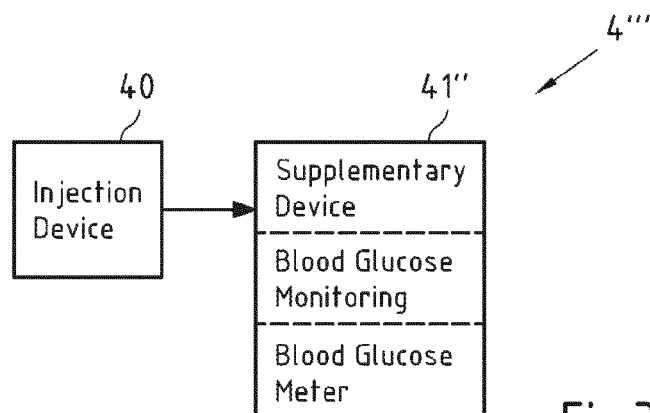 4'''
40
41''
Injection
Device
Supplementary
Device
Blood Glucose
Monitoring
Blood Glucose
Meter